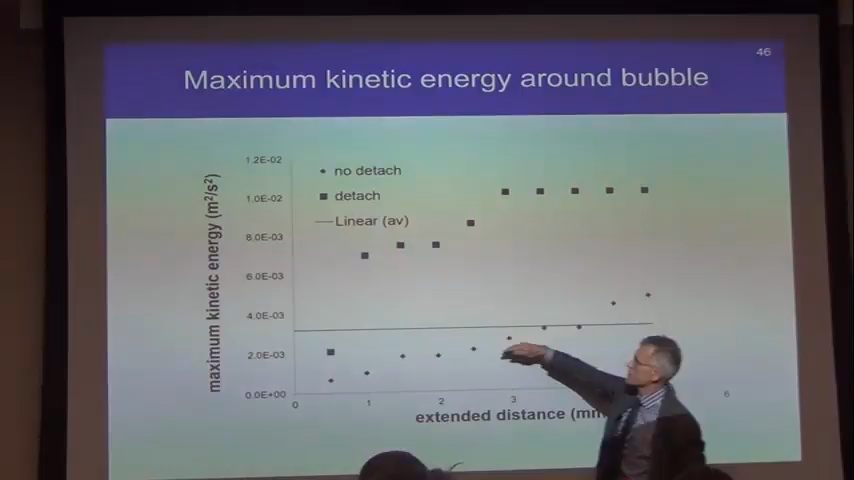 46
Maximum kinetic energy around bubble
maximum kinetic energy (m²/s²)
1.2E-02
1.0E-02
8.0E-03
6.0E-03
4.0E-03
2.0E-03
0.0E+00
no detach
detach
Linear (av)
0
1
2
3
6
extended distance (mm